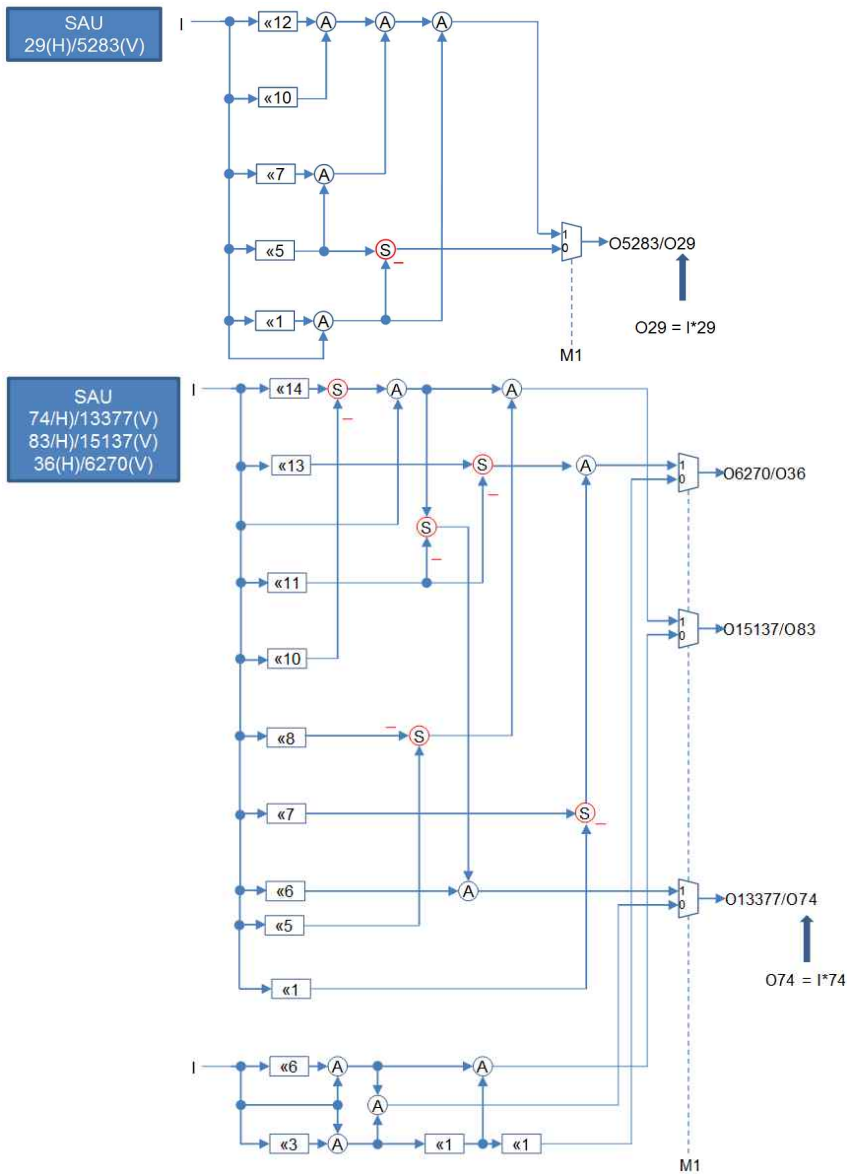 SAU
29(H)/5283(V)
I
«12
A
A
A
«10
«7
A
«5
S
–
«1
A
1
0
O5283/O29
O29 = I*29
M1
SAU
74/H)/13377(V)
83/H)/15137(V)
36(H)/6270(V)
I
«14
S
–
A
A
«13
S
–
A
1
0
O6270/O36
S
–
«11
1
0
O15137/O83
«10
«8
–
S
«7
S
–
«6
A
1
0
O13377/O74
«5
O74 = I*74
«1
I
«6
A
A
A
«3
A
«1
«1
M1